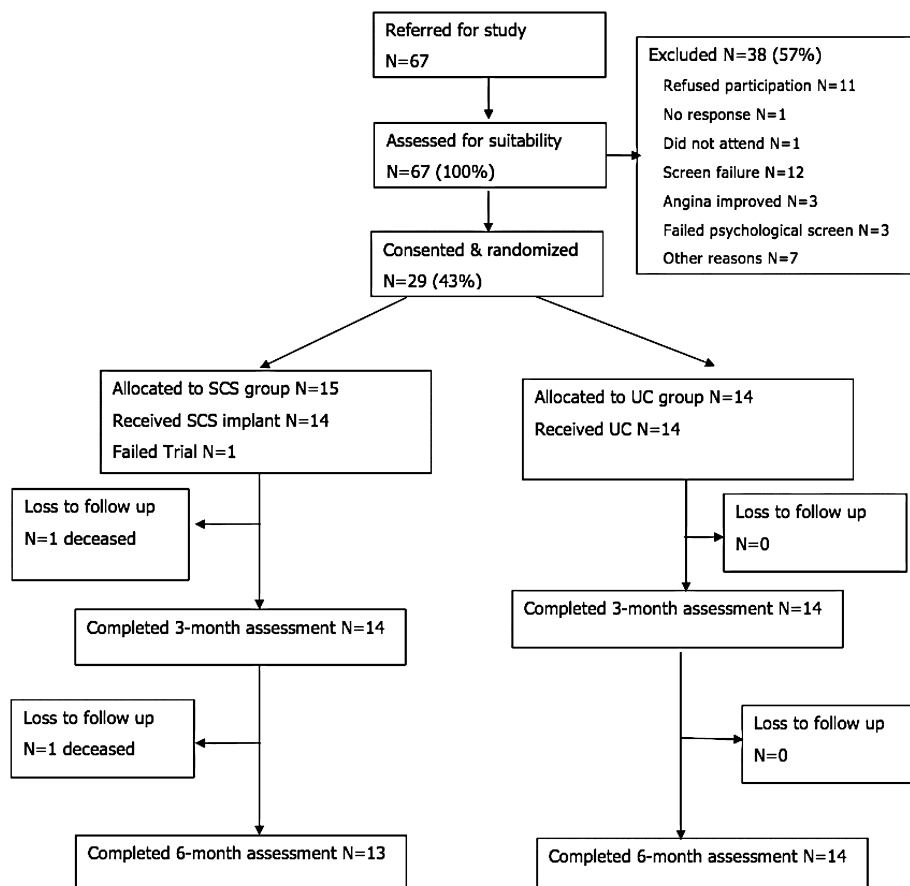 Referred for study
N=67
Excluded N=38 (57%)
Refused participation N=11
No response N=1
Did not attend N=1
Screen failure N=12
Angina improved N=3
Failed psychological screen N=3
Other reasons N=7
Assessed for suitability
N=67 (100%)
Consented & randomized
N=29 (43%)
Allocated to SCS group N=15
Received SCS implant N=14
Failed Trial N=1
Allocated to UC group N=14
Received UC N=14
Loss to follow up
N=1 deceased
Loss to follow up
N=0
Completed 3-month assessment N=14
Completed 3-month assessment N=14
Loss to follow up
N=1 deceased
Loss to follow up
N=0
Completed 6-month assessment N=13
Completed 6-month assessment N=14